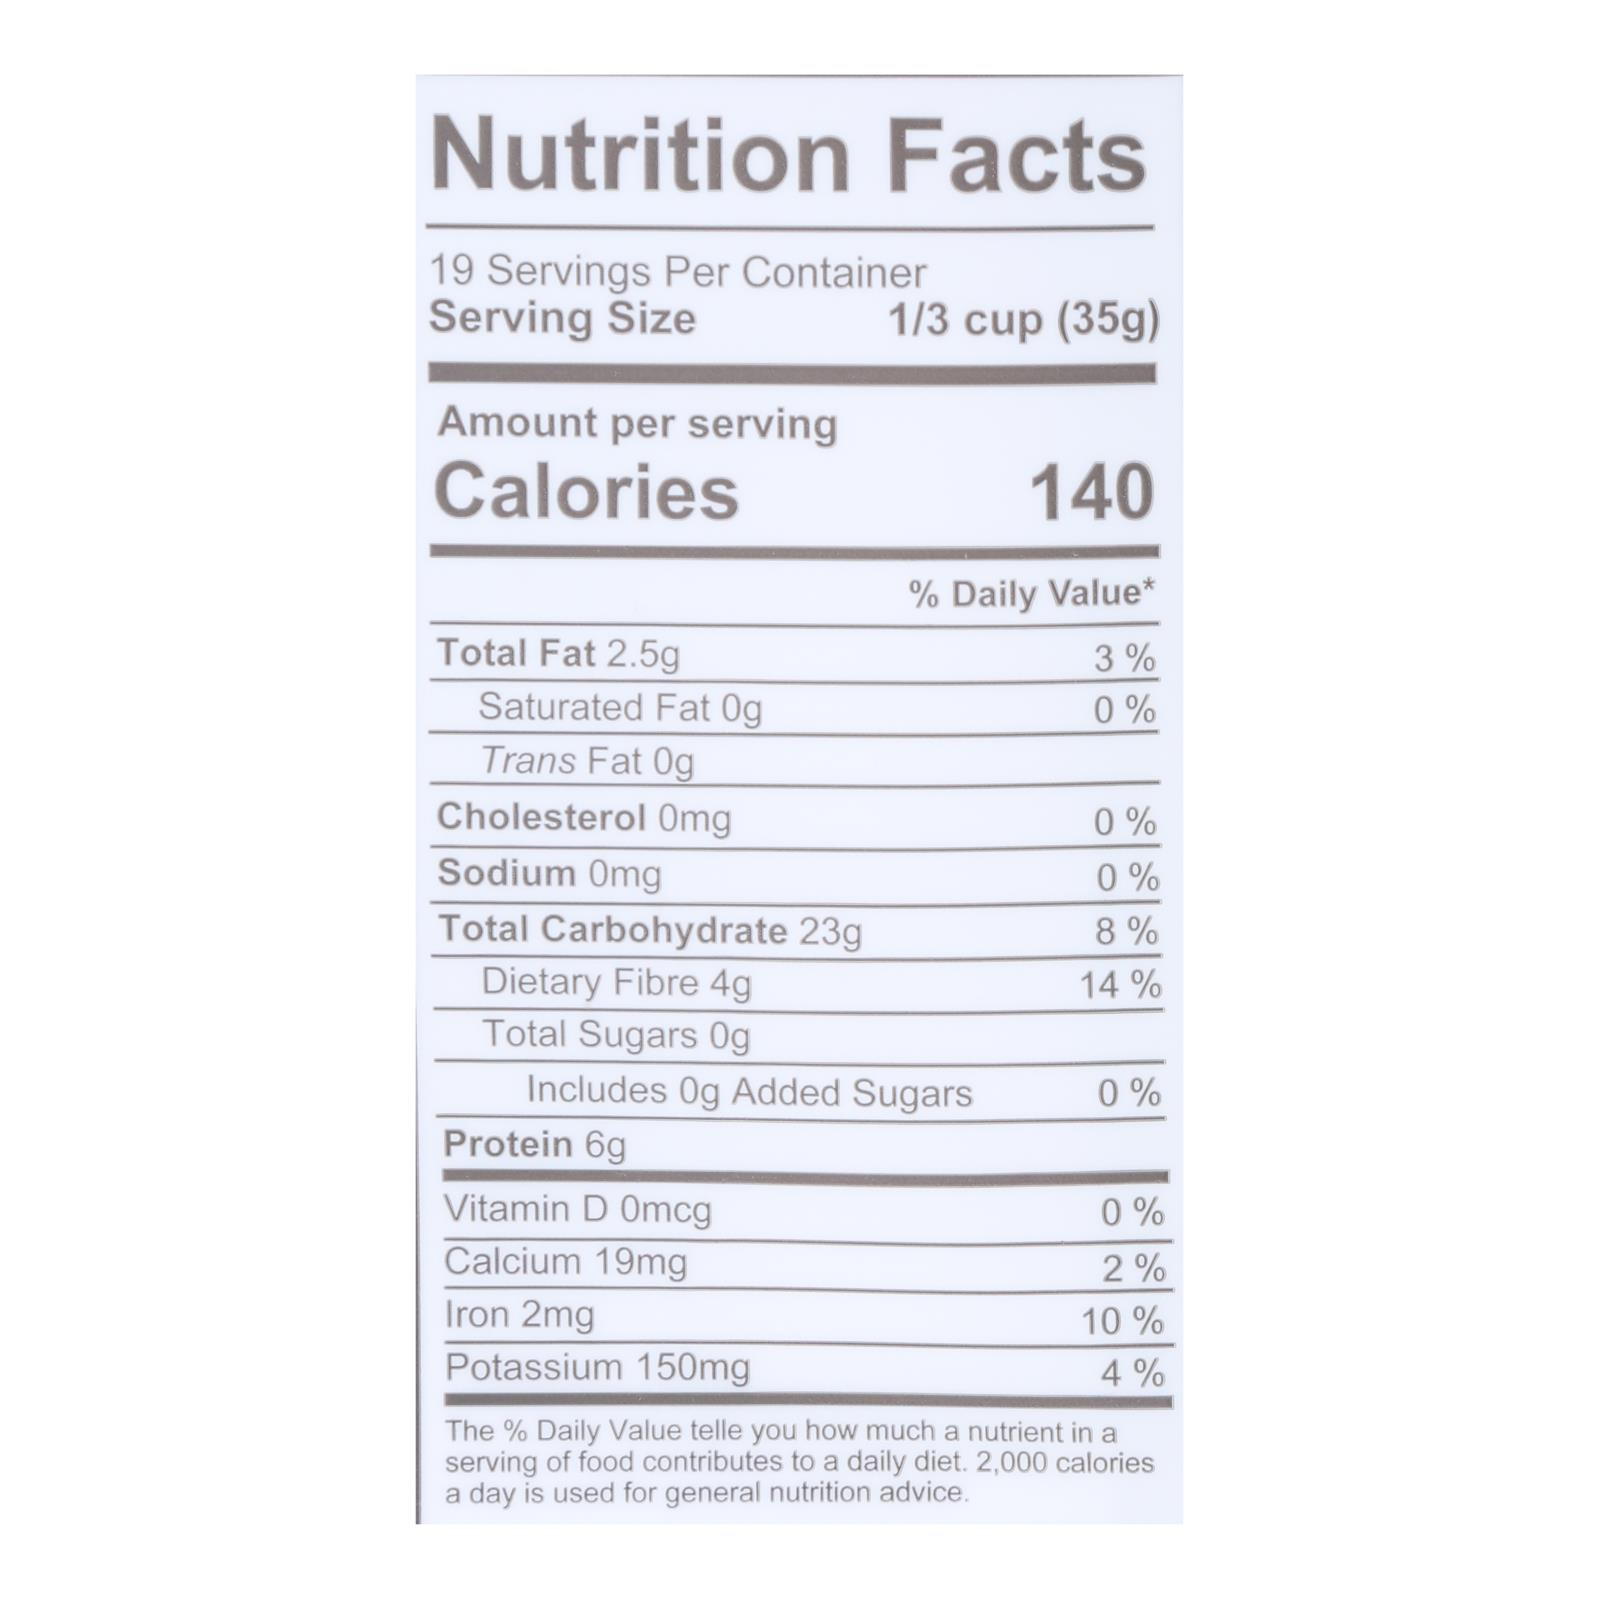 Nutrition Facts
19 Servings Per Container
Serving Size 1/3 cup (35g)
Amount per serving
Calories 140
% Daily Value*
Total Fat 2.5g 3 %
Saturated Fat 0g 0 %
Trans Fat 0g
Cholesterol 0mg 0 %
Sodium 0mg 0 %
Total Carbohydrate 23g 8 %
Dietary Fibre 4g 14 %
Total Sugars 0g
Includes 0g Added Sugars 0 %
Protein 6g
Vitamin D 0mcg 0 %
Calcium 19mg 2 %
Iron 2mg 10 %
Potassium 150mg 4 %
The % Daily Value telle you how much a nutrient in a
serving of food contributes to a daily diet. 2,000 calories
a day is used for general nutrition advice.